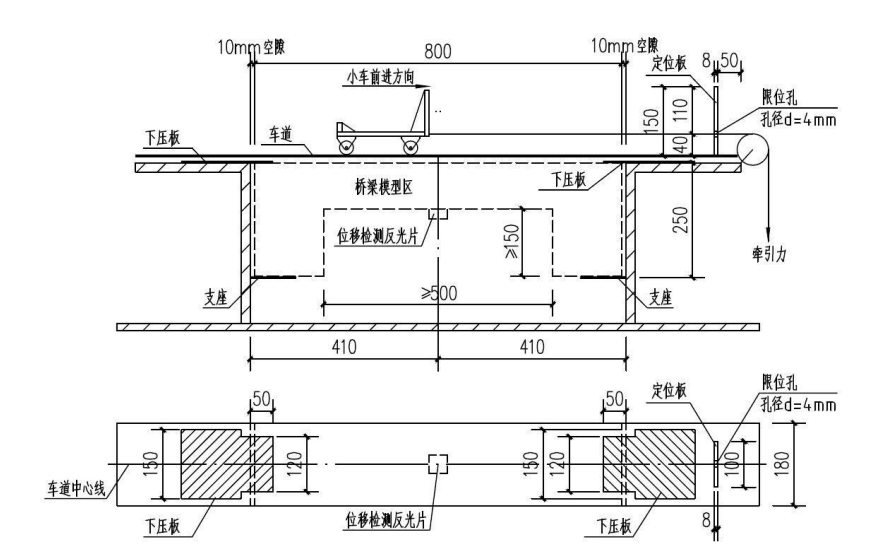 10mm空隙
800
10mm空隙
8
50
小车前进方向
定位板
限位孔
孔径d=4mm
150
110
40
下压板
车道
下压板
桥梁模型区
位移检测反光片
≥150
250
牵引力
支座
≥500
支座
410
410
50
50
定位板
限位孔
孔径d=4mm
150
120
150
120
100
180
车道中心线
下压板
位移检测反光片
下压板
8